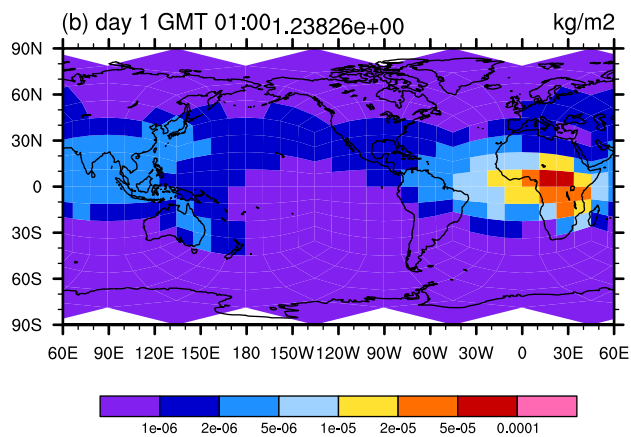 (b) day 1 GMT 01:00 1.23826e+00 kg/m2
90N
60N
30N
0
30S
60S
90S
60E 90E 120E 150E 180 150W 120W 90W 60W 30W 0 30E 60E
1e-06 2e-06 5e-06 1e-05 2e-05 5e-05 0.0001